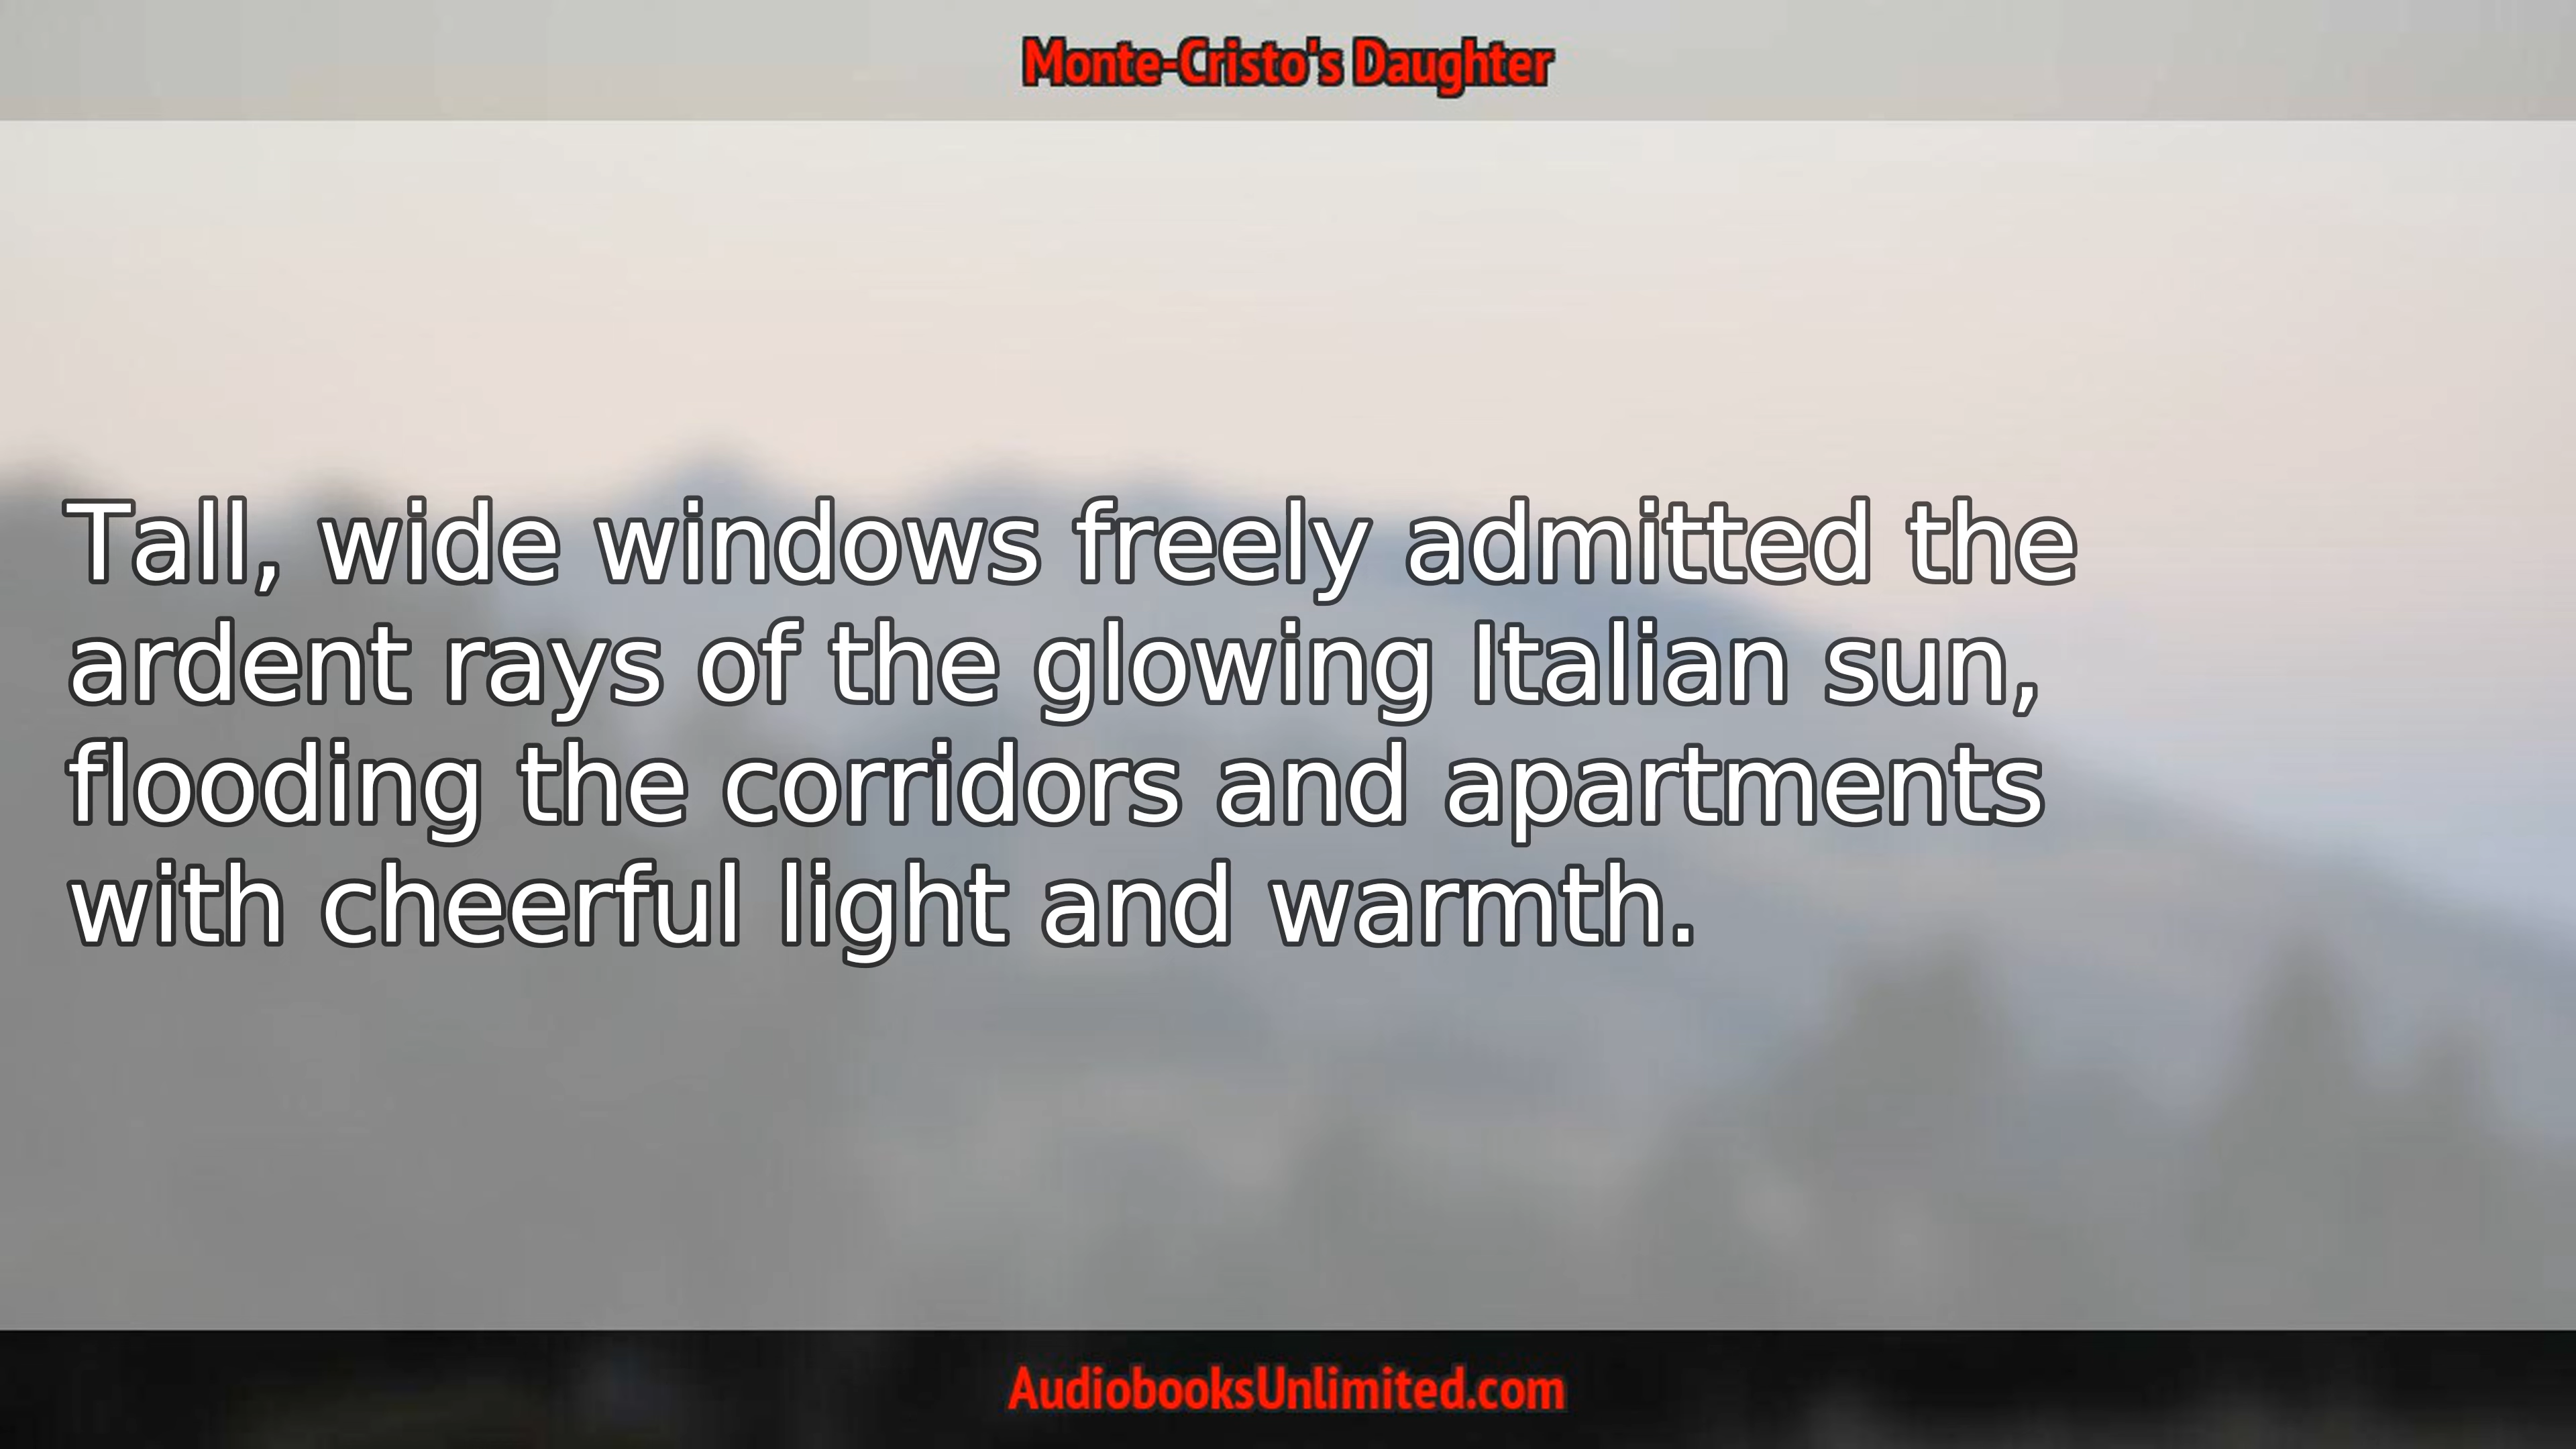 Monte-Cristo's Daughter
Tall, wide windows freely admitted the
ardent rays of the glowing Italian sun,
flooding the corridors and apartments
with cheerful light and warmth.
AudiobooksUnlimited.com